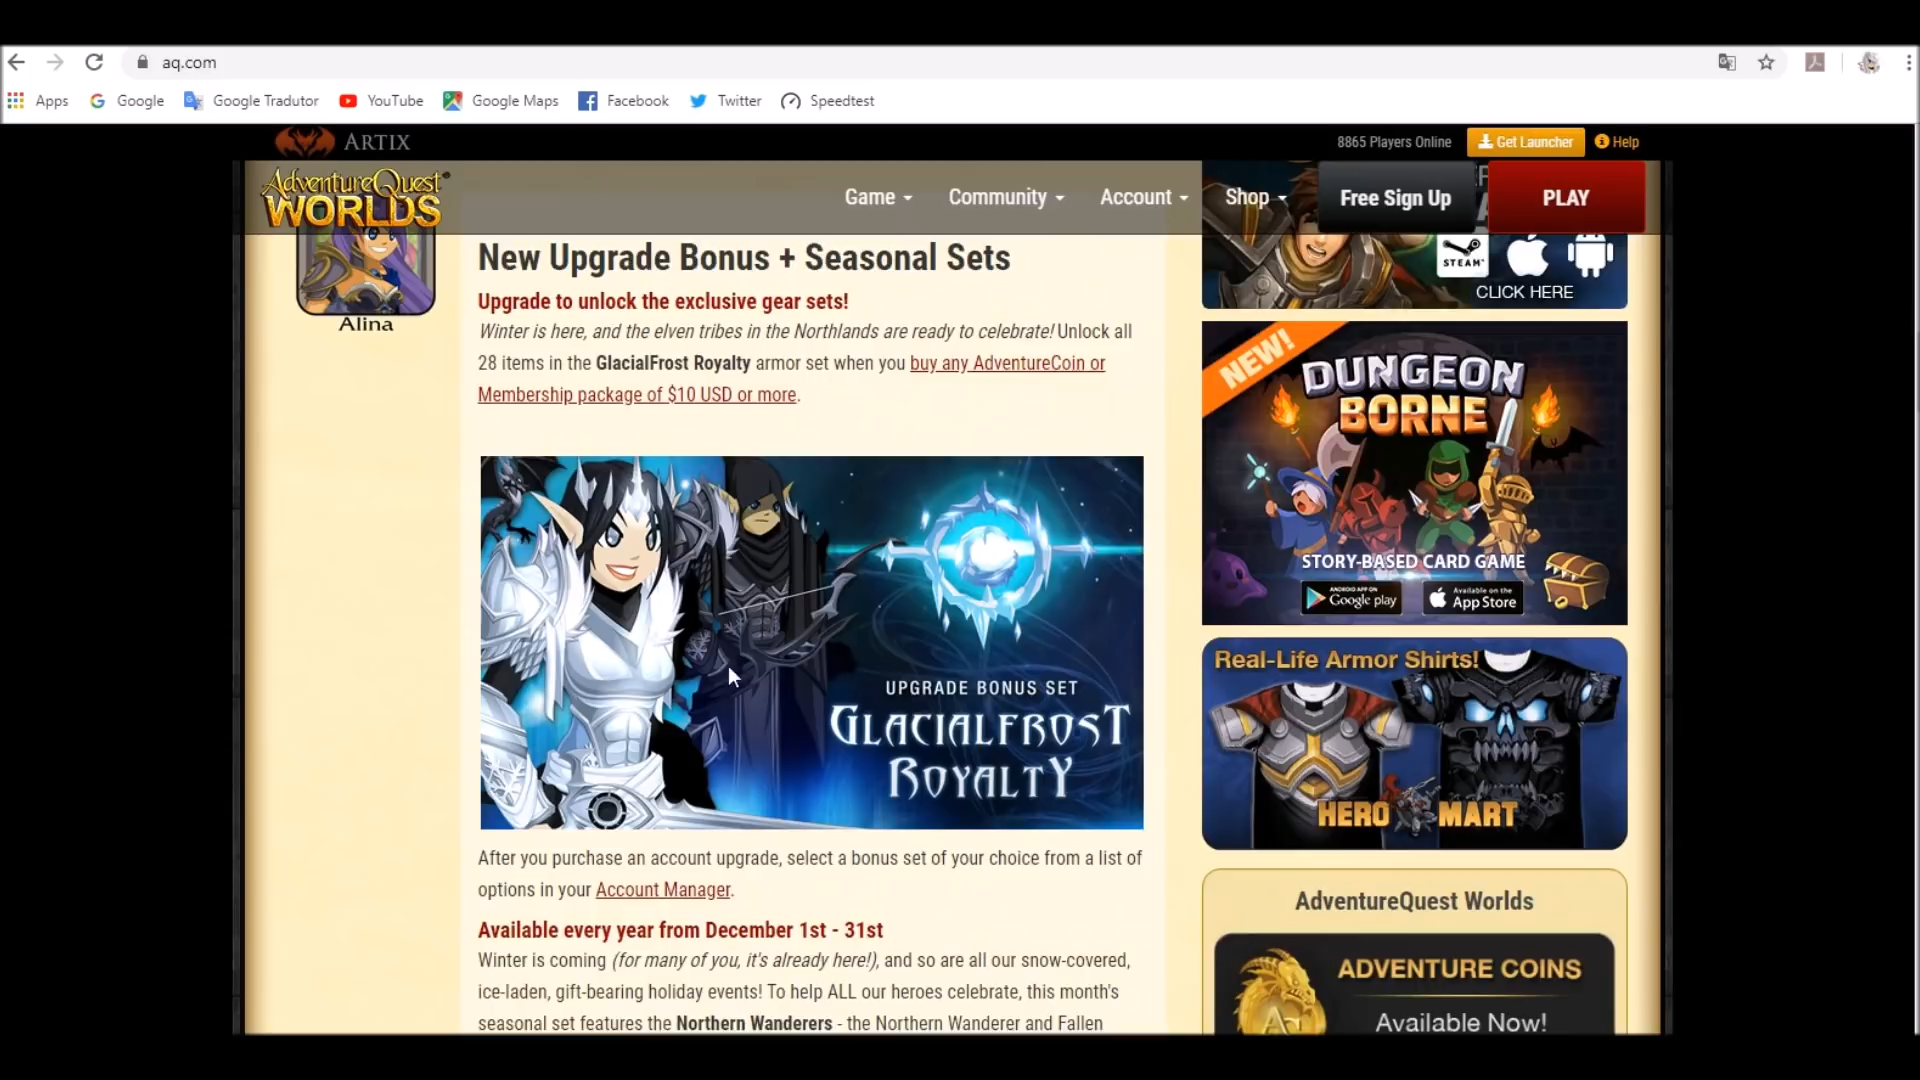 aq.com
Apps Google Google Tradutor YouTube Google Maps Facebook Twitter Speedtest
ARTIX 8865 Players Online Get Launcher Help
AdventureQuest WORLDS
Game Community Account Shop Free Sign Up PLAY
Alina
New Upgrade Bonus + Seasonal Sets
Upgrade to unlock the exclusive gear sets!
Winter is here, and the elven tribes in the Northlands are ready to celebrate! Unlock all
28 items in the GlacialFrost Royalty armor set when you buy any AdventureCoin or
Membership package of $10 USD or more.
UPGRADE BONUS SET
GLACIALFROST
ROYALTY
After you purchase an account upgrade, select a bonus set of your choice from a list of
options in your Account Manager.
Available every year from December 1st - 31st
Winter is coming (for many of you, it's already here!), and so are all our snow-covered,
ice-laden, gift-bearing holiday events! To help ALL our heroes celebrate, this month's
seasonal set features the Northern Wanderers - the Northern Wanderer and Fallen
STEAM
CLICK HERE
NEW!
DUNGEON
BORNE
STORY-BASED CARD GAME
ANDROID APP ON
Google play
Available on the
App Store
Real-Life Armor Shirts!
HERO MART
AdventureQuest Worlds
ADVENTURE COINS
Available Now!